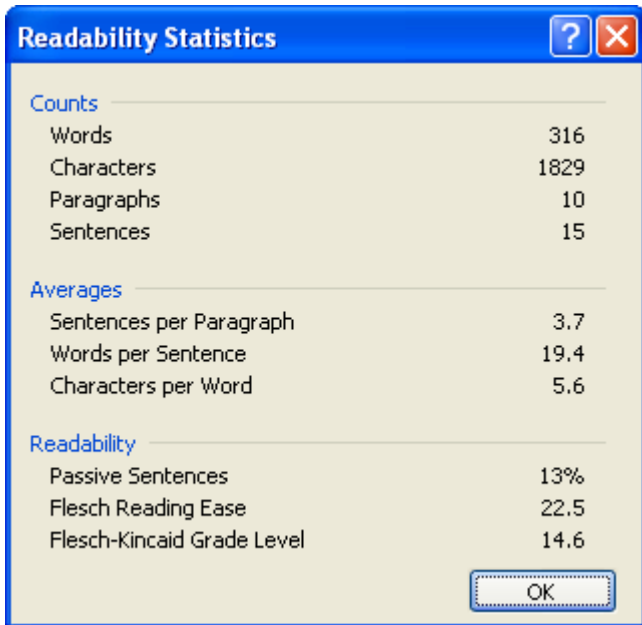 Readability Statistics ?
Counts
Words 316
Characters 1829
Paragraphs 10
Sentences 15
Averages
Sentences per Paragraph 3.7
Words per Sentence 19.4
Characters per Word 5.6
Readability
Passive Sentences 13%
Flesch Reading Ease 22.5
Flesch-Kincaid Grade Level 14.6
OK